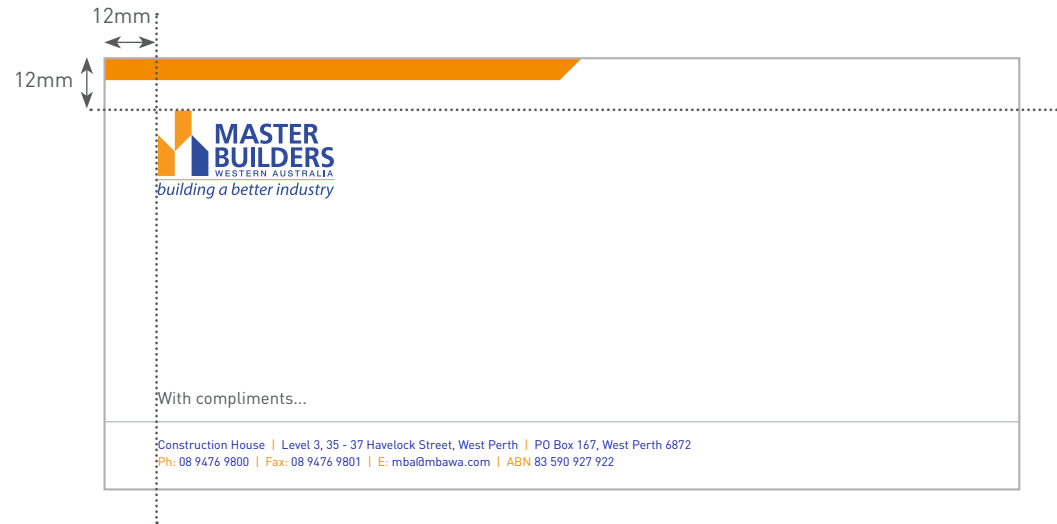 12mm
12mm
MASTER
BUILDERS
WESTERN AUSTRALIA
building a better industry
With compliments...
Construction House | Level 3, 35 - 37 Havelock Street, West Perth | PO Box 167, West Perth 6872
Ph: 08 9476 9800 | Fax: 08 9476 9801 | E: mba@mbawa.com | ABN 83 590 927 922